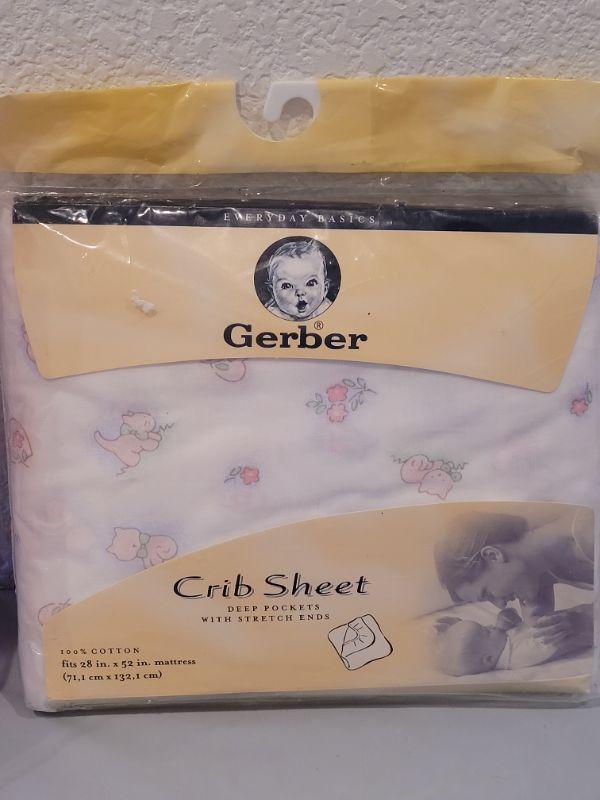 EVERYDAY BASICS
Gerber®
Crib Sheet
DEEP POCKETS
WITH STRETCH ENDS
100% COTTON
fits 28 in. x 52 in. mattress
(71,1 cm x 132,1 cm)